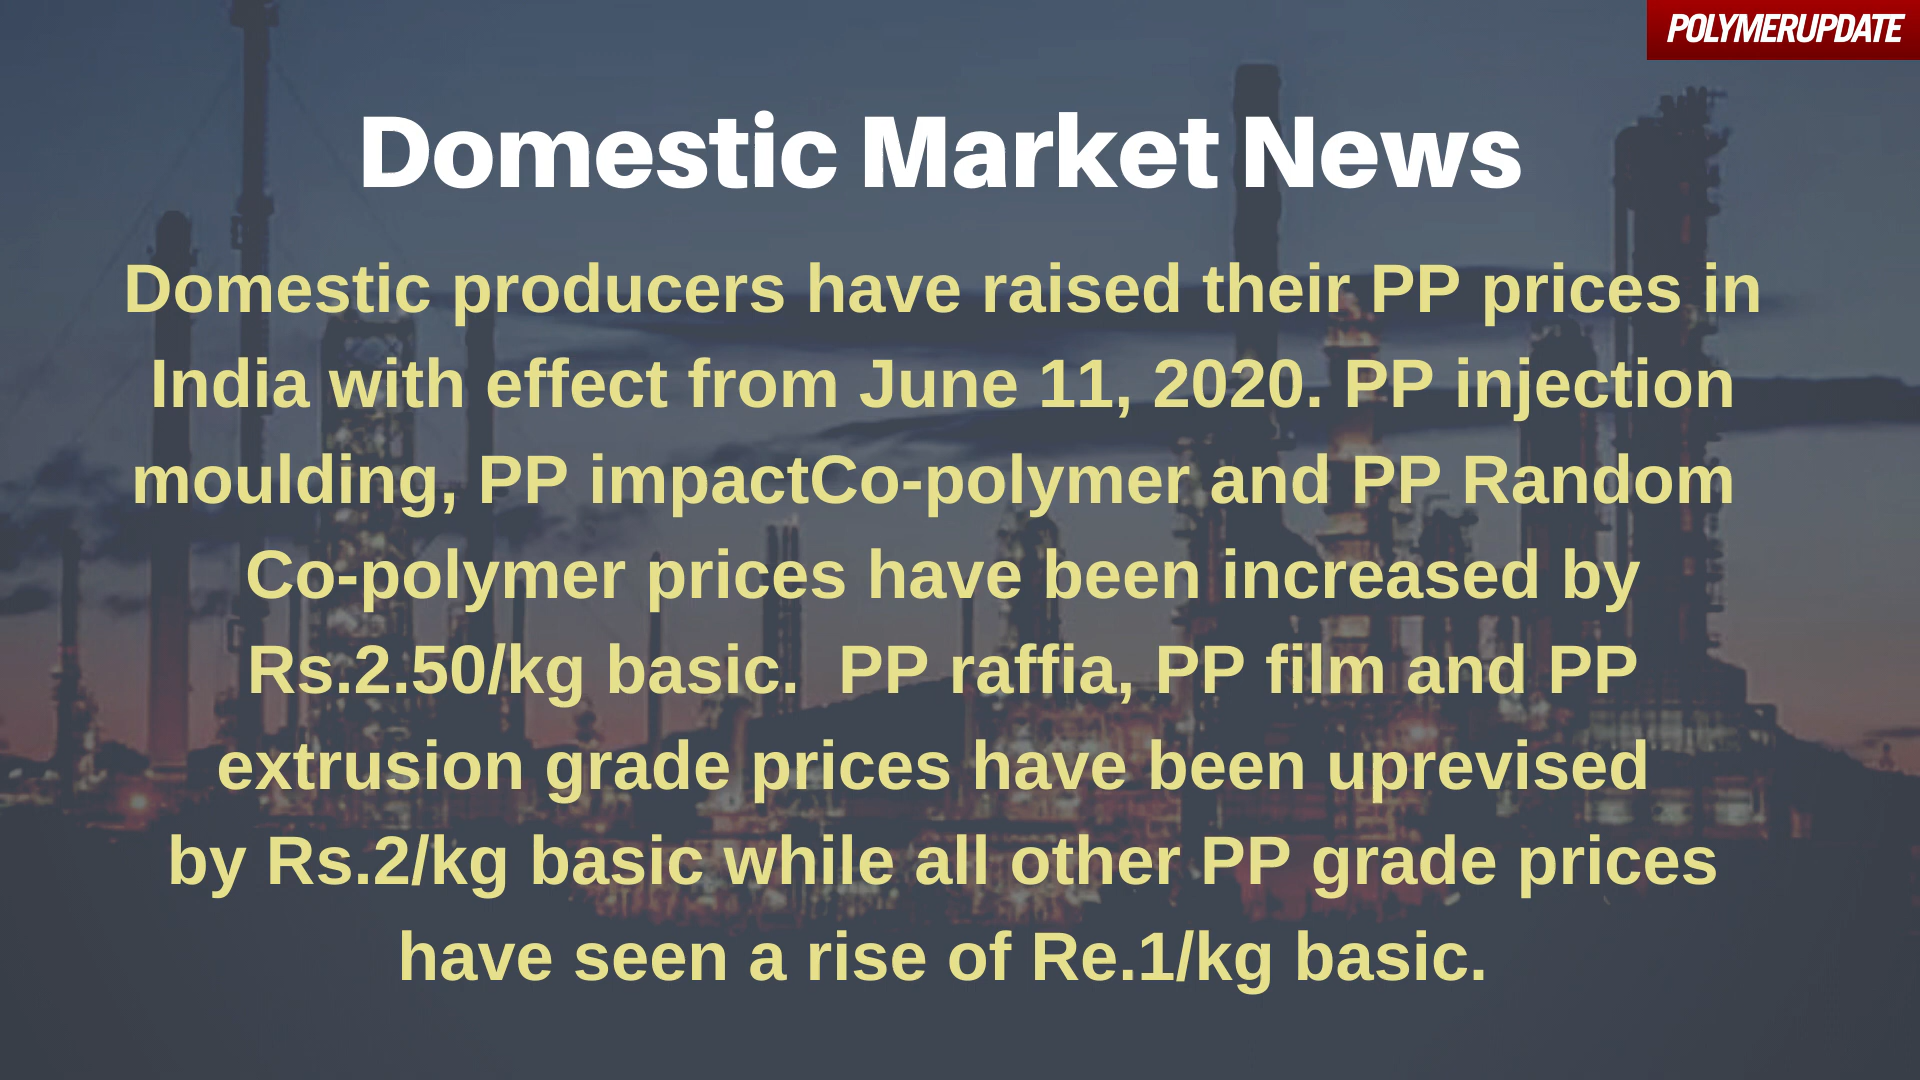 POLYMERUPDATE
Domestic Market News
Domestic producers have raised their PP prices in
India with effect from June 11, 2020. PP injection
moulding, PP impactCo-polymer and PP Random
Co-polymer prices have been increased by
Rs.2.50/kg basic.  PP raffia, PP film and PP
extrusion grade prices have been uprevised
by Rs.2/kg basic while all other PP grade prices
have seen a rise of Re.1/kg basic.